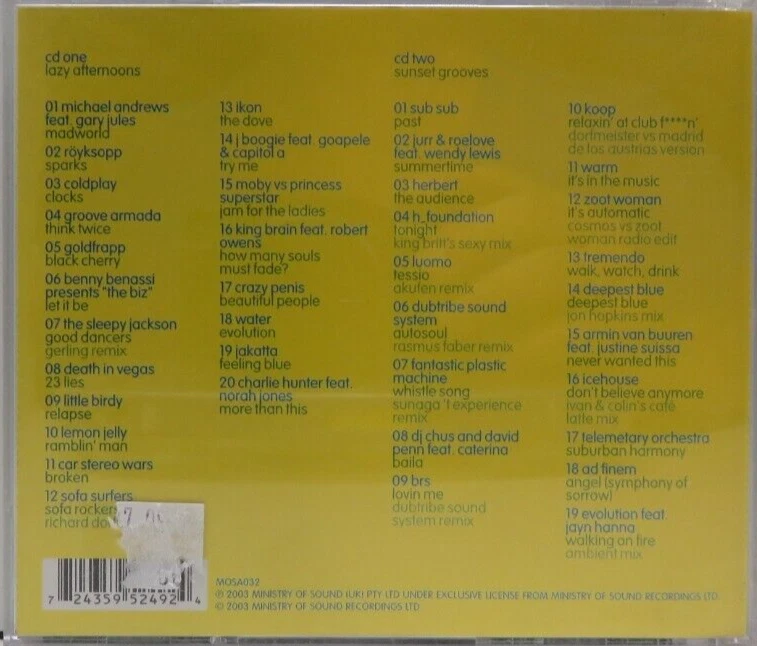 cd one
lazy afternoons
01 michael andrews
feat. gary jules
madworld
02 röyksopp
sparks
03 coldplay
clocks
04 groove armada
think twice
05 goldfrapp
black cherry
06 benny benassi
presents "the biz"
let it be
07 the sleepy jackson
good dancers
gerling remix
08 death in vegas
23 lies
09 little birdy
relapse
10 lemon jelly
ramblin' man
11 car stereo wars
broken
12 sofa surfers
sofa rockers
richard
13 ikon
the dove
14 j boogie feat. goapele
& capitol a
try me
15 moby vs princess
superstar
jam for the ladies
16 king brain feat. robert
owens
how many souls
must fade?
17 crazy penis
beautiful people
18 water
evolution
19 jakatta
feeling blue
20 charlie hunter feat.
norah jones
more than this
cd two
sunset grooves
01 sub sub
past
02 jurr & roelove
feat. wendy lewis
summertime
03 herbert
the audience
04 h_foundation
tonight
king britt's sexy mix
05 luomo
tessio
akufen remix
06 dubtribe sound
system
autosoul
rasmus faber remix
07 fantastic plastic
machine
whistle song
sunaga 't experience
remix
08 dj chus and david
penn feat. caterina
baila
09 brs
lovin me
dubtribe sound
system remix
10 koop
relaxin' at club f****n'
dorfmeister vs madrid
de los austrias version
11 warm
it's in the music
12 zoot woman
it's automatic
cosmos vs zoot
woman radio edit
13 tremendo
walk, watch, drink
14 deepest blue
deepest blue
jon hopkins mix
15 armin van buuren
feat. justine suissa
never wanted this
16 icehouse
don't believe anymore
ivan & colin's café
latte mix
17 telemetary orchestra
suburban harmony
18 ad finem
angel (symphony of
sorrow)
19 evolution feat.
jayn hanna
walking on fire
ambient mix
7 24359 52492 4
MOSA032
℗ 2003 MINISTRY OF SOUND (UK) PTY LTD UNDER EXCLUSIVE LICENSE FROM MINISTRY OF SOUND RECORDINGS LTD.
© 2003 MINISTRY OF SOUND RECORDINGS LTD